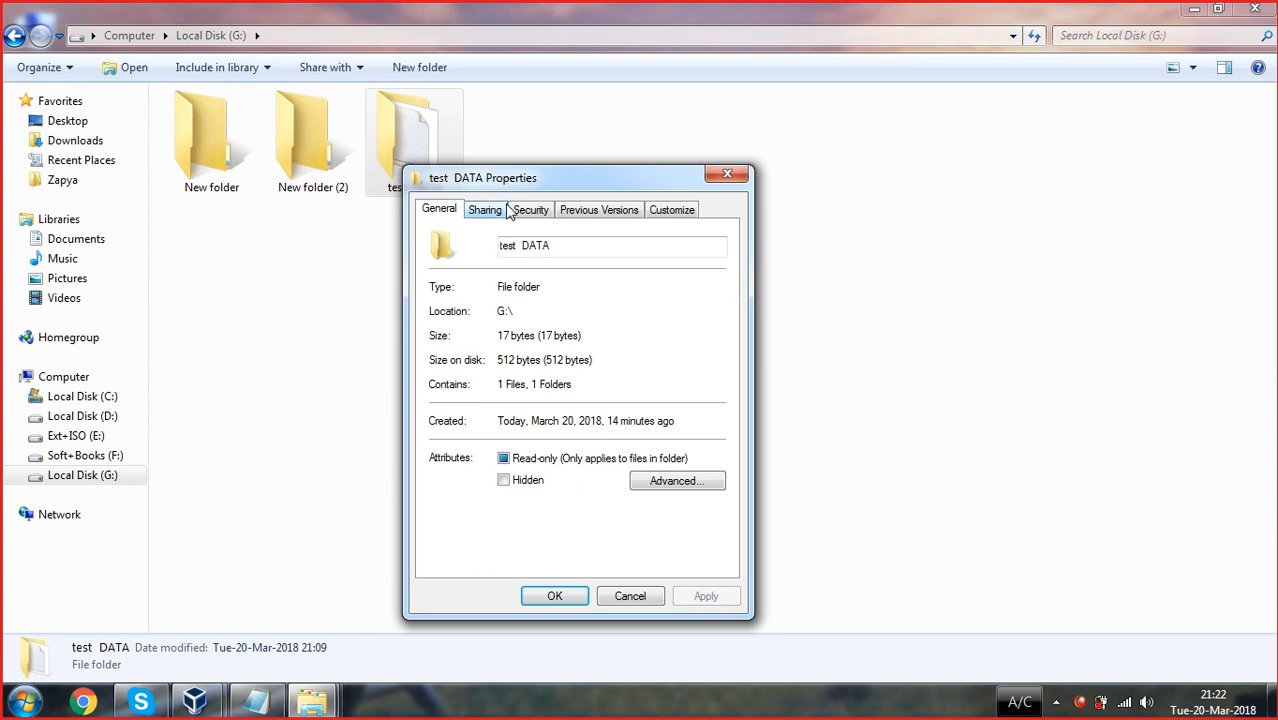 Computer Local Disk (G:)
Search Local Disk (G:)
Organize Open Include in library Share with New folder
Favorites
Desktop
Downloads
Recent Places
Zapya
Libraries
Documents
Music
Pictures
Videos
Homegroup
Computer
Local Disk (C:)
Local Disk (D:)
Ext+ISO (E:)
Soft+Books (F:)
Local Disk (G:)
Network
New folder
New folder (2)
test DATA Properties
General Sharing Security Previous Versions Customize
test DATA
Type: File folder
Location: G:\
Size: 17 bytes (17 bytes)
Size on disk: 512 bytes (512 bytes)
Contains: 1 Files, 1 Folders
Created: Today, March 20, 2018, 14 minutes ago
Attributes: Read-only (Only applies to files in folder)
Hidden Advanced...
OK Cancel Apply
test DATA Date modified: Tue-20-Mar-2018 21:09
File folder
A/C
21:22
Tue-20-Mar-2018